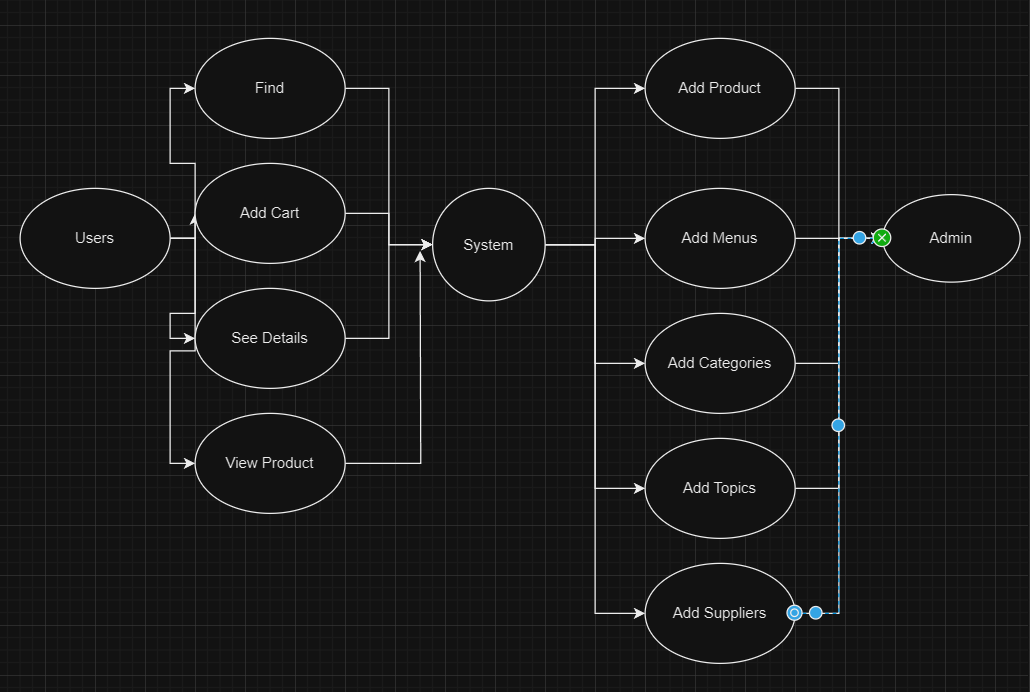 Find
Add Product
Add Cart
Users
System
Add Menus
Admin
See Details
Add Categories
View Product
Add Topics
Add Suppliers